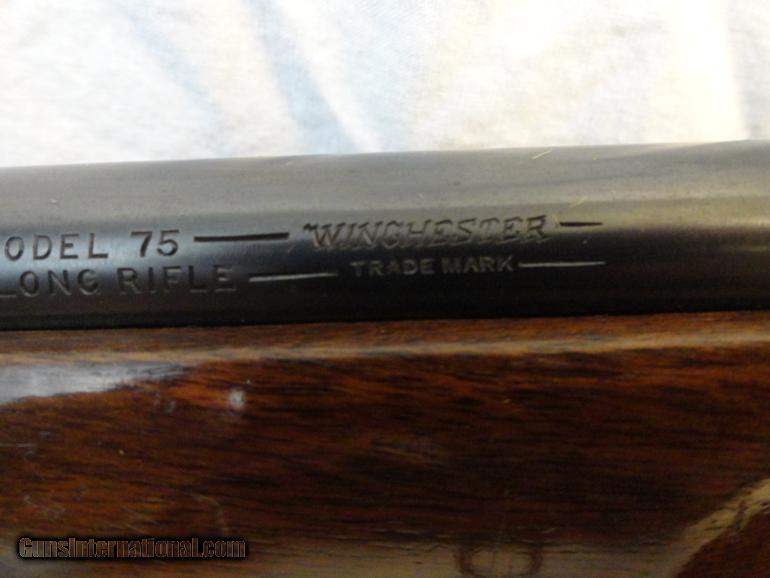 ODEL 75 — WINCHESTER —
LONG RIFLE — TRADE MARK —
GunsInternational.com